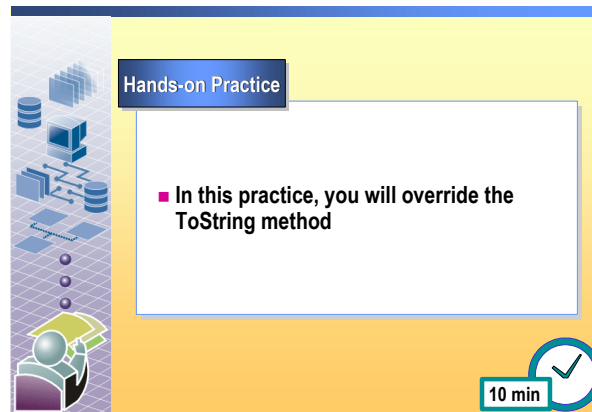 Hands-on Practice
■ In this practice, you will override the
ToString method
10 min